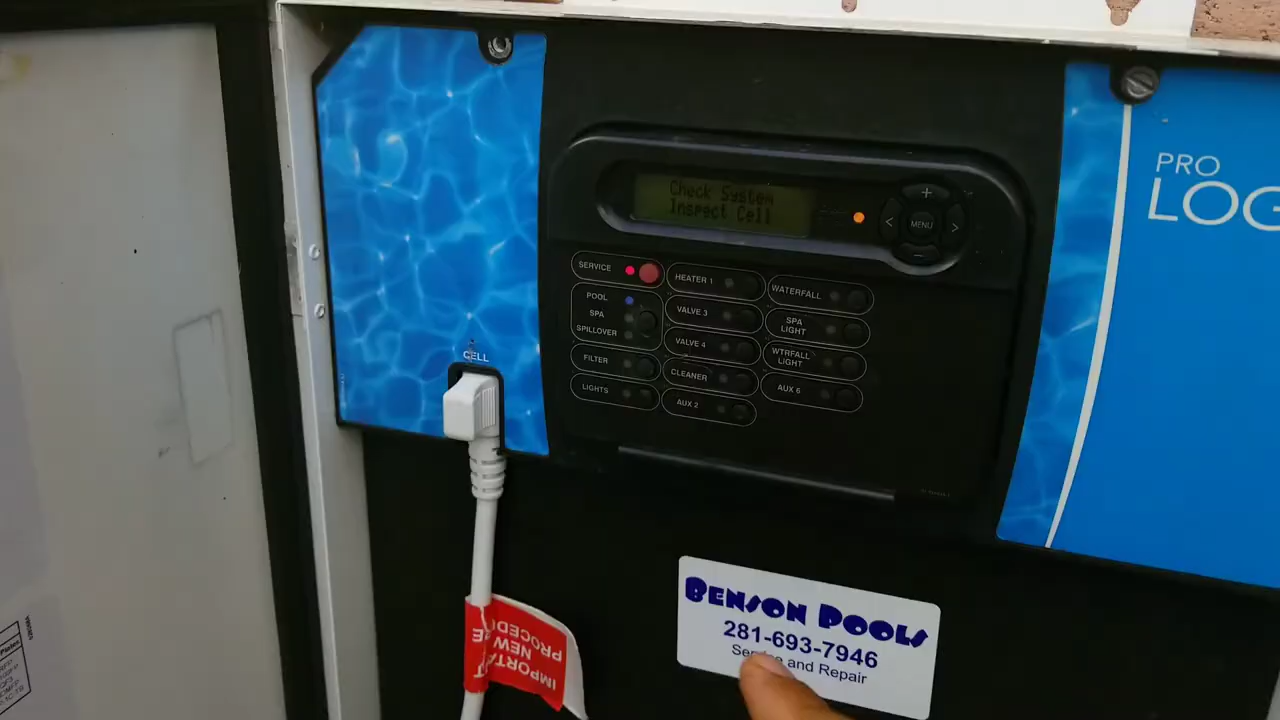 Check System
Inspect Cell
MENU
PRO
LOG
SERVICE
POOL
SPA
SPILLOVER
FILTER
LIGHTS
HEATER 1
VALVE 3
VALVE 4
CLEANER
AUX 2
WATERFALL
SPA
LIGHT
WTRFALL
LIGHT
AUX 6
CELL
BENSON POOLS
281-693-7946
Service and Repair
IMPORTANT
NEW
PROCEDU